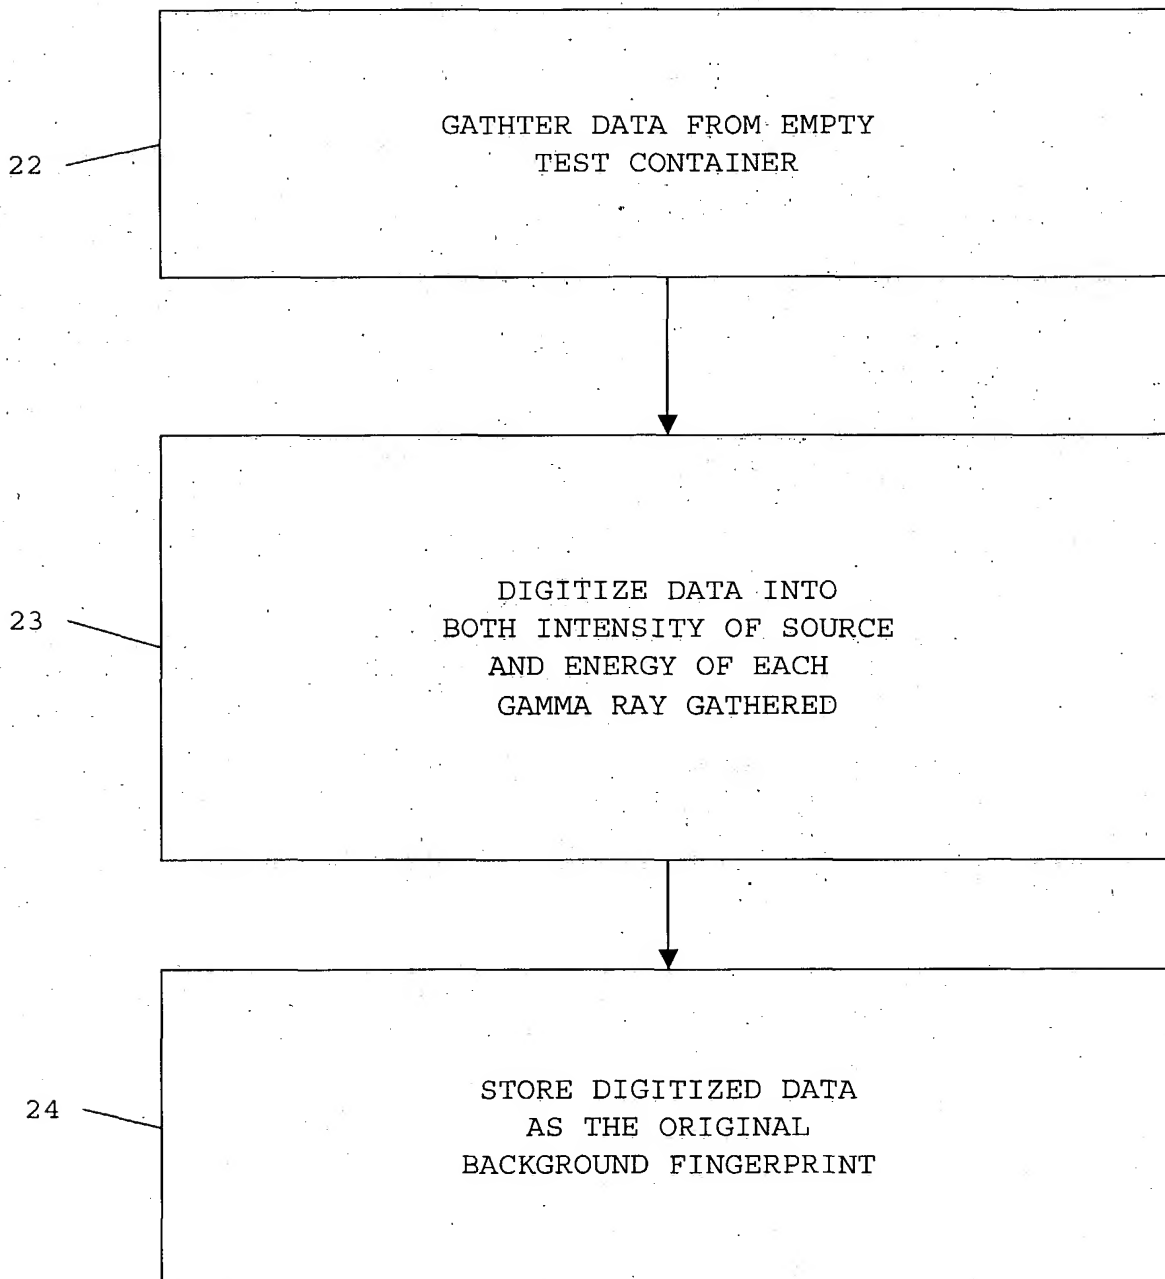 22
GATHTER DATA FROM EMPTY
TEST CONTAINER
23
DIGITIZE DATA INTO
BOTH INTENSITY OF SOURCE
AND ENERGY OF EACH
GAMMA RAY GATHERED
24
STORE DIGITIZED DATA
AS THE ORIGINAL
BACKGROUND FINGERPRINT